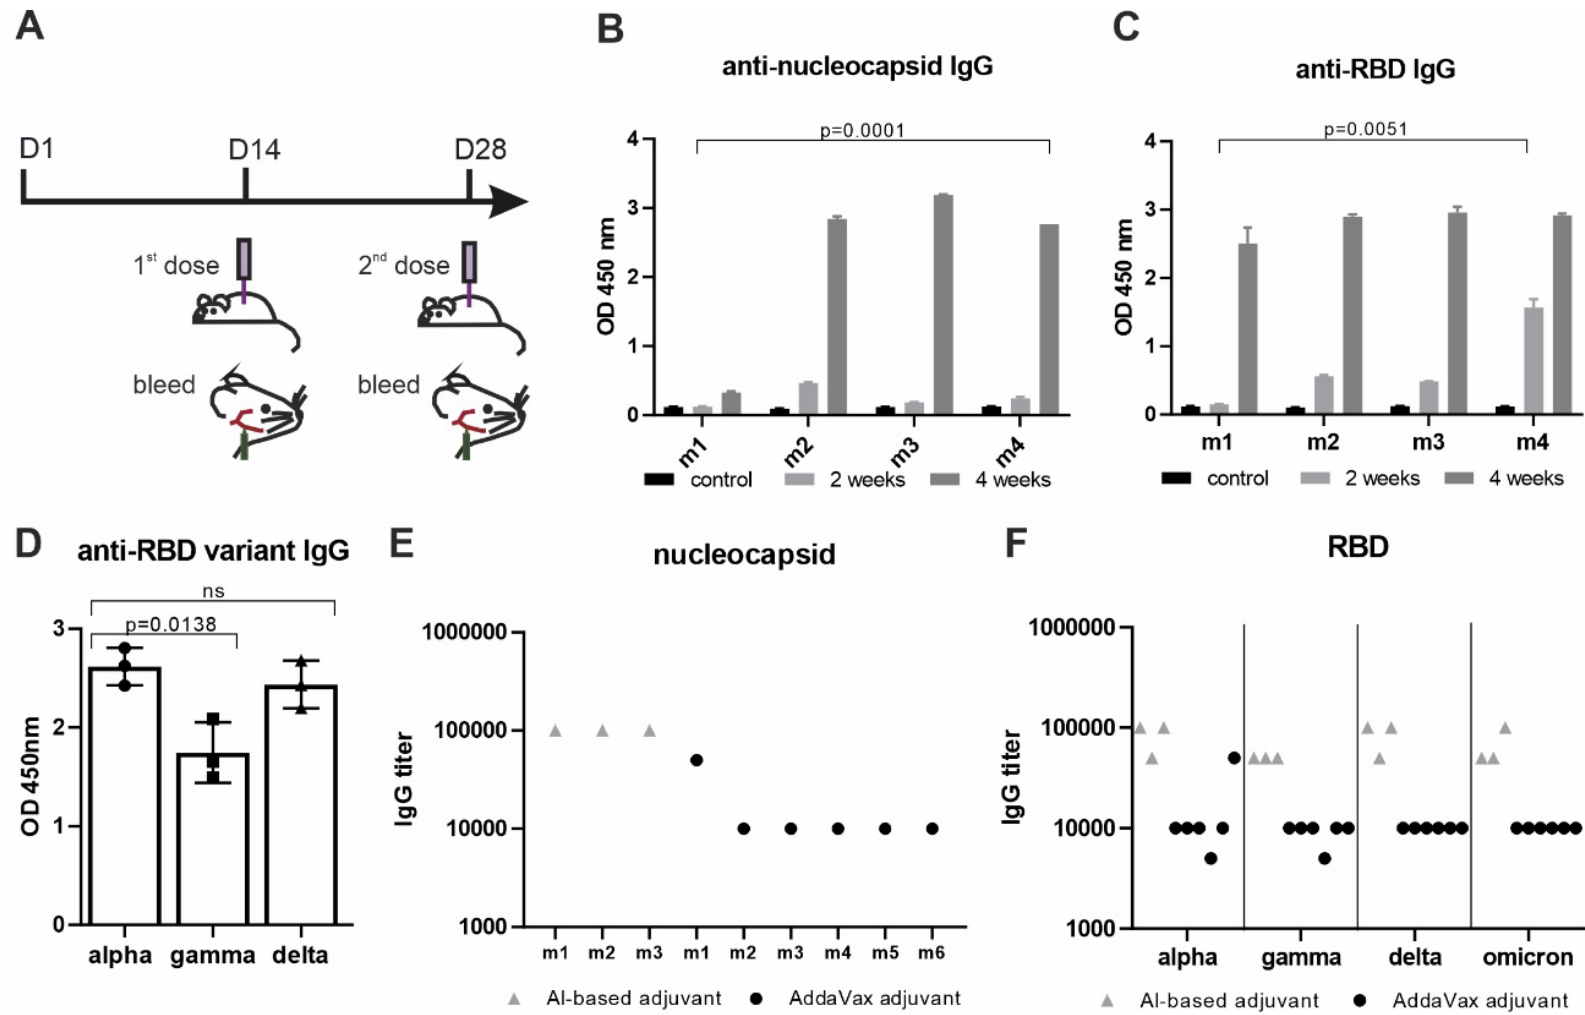 A
D1
D14
D28
1st dose
2nd dose
bleed
bleed
B
anti-nucleocapsid IgG
p=0.0001
OD 450 nm
4
3
2
1
0
m1
m2
m3
m4
control
2 weeks
4 weeks
C
anti-RBD IgG
p=0.0051
OD 450 nm
4
3
2
1
0
m1
m2
m3
m4
control
2 weeks
4 weeks
D
anti-RBD variant IgG
ns
p=0.0138
OD 450nm
3
2
1
0
alpha
gamma
delta
E
nucleocapsid
IgG titer
1000000
100000
10000
1000
m1 m2 m3 m1 m2 m3 m4 m5 m6
Al-based adjuvant
AddaVax adjuvant
F
RBD
IgG titer
1000000
100000
10000
1000
alpha
gamma
delta
omicron
Al-based adjuvant
AddaVax adjuvant